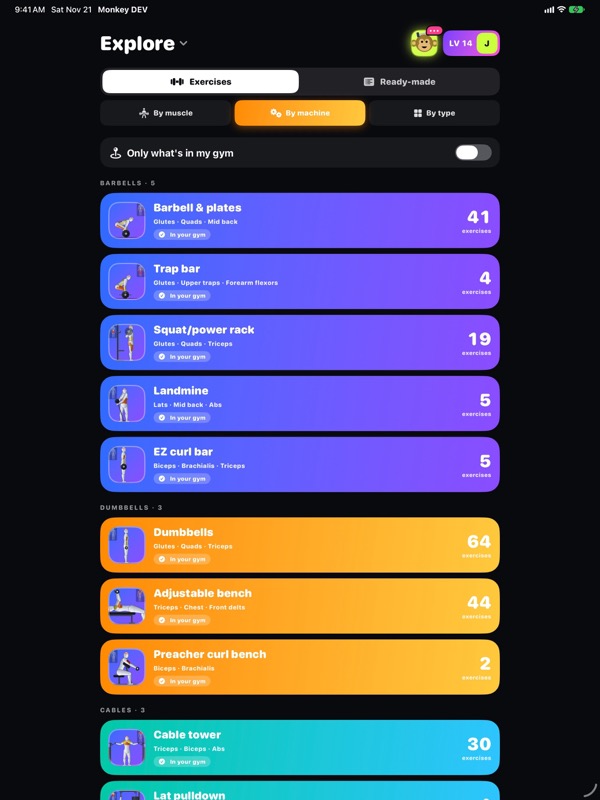 9:41 AM Sat Nov 21 Monkey DEV
Explore
LV 14 J
Exercises
Ready-made
By muscle
By machine
By type
Only what's in my gym
BARBELLS · 5
Barbell & plates
Glutes · Quads · Mid back
In your gym
41
exercises
Trap bar
Glutes · Upper traps · Forearm flexors
In your gym
4
exercises
Squat/power rack
Glutes · Quads · Triceps
In your gym
19
exercises
Landmine
Lats · Mid back · Abs
In your gym
5
exercises
EZ curl bar
Biceps · Brachialis · Triceps
In your gym
5
exercises
DUMBBELLS · 3
Dumbbells
Glutes · Quads · Triceps
In your gym
64
exercises
Adjustable bench
Triceps · Chest · Front delts
In your gym
44
exercises
Preacher curl bench
Biceps · Brachialis
In your gym
2
exercises
CABLES · 3
Cable tower
Triceps · Biceps · Abs
In your gym
30
exercises
Lat pulldown